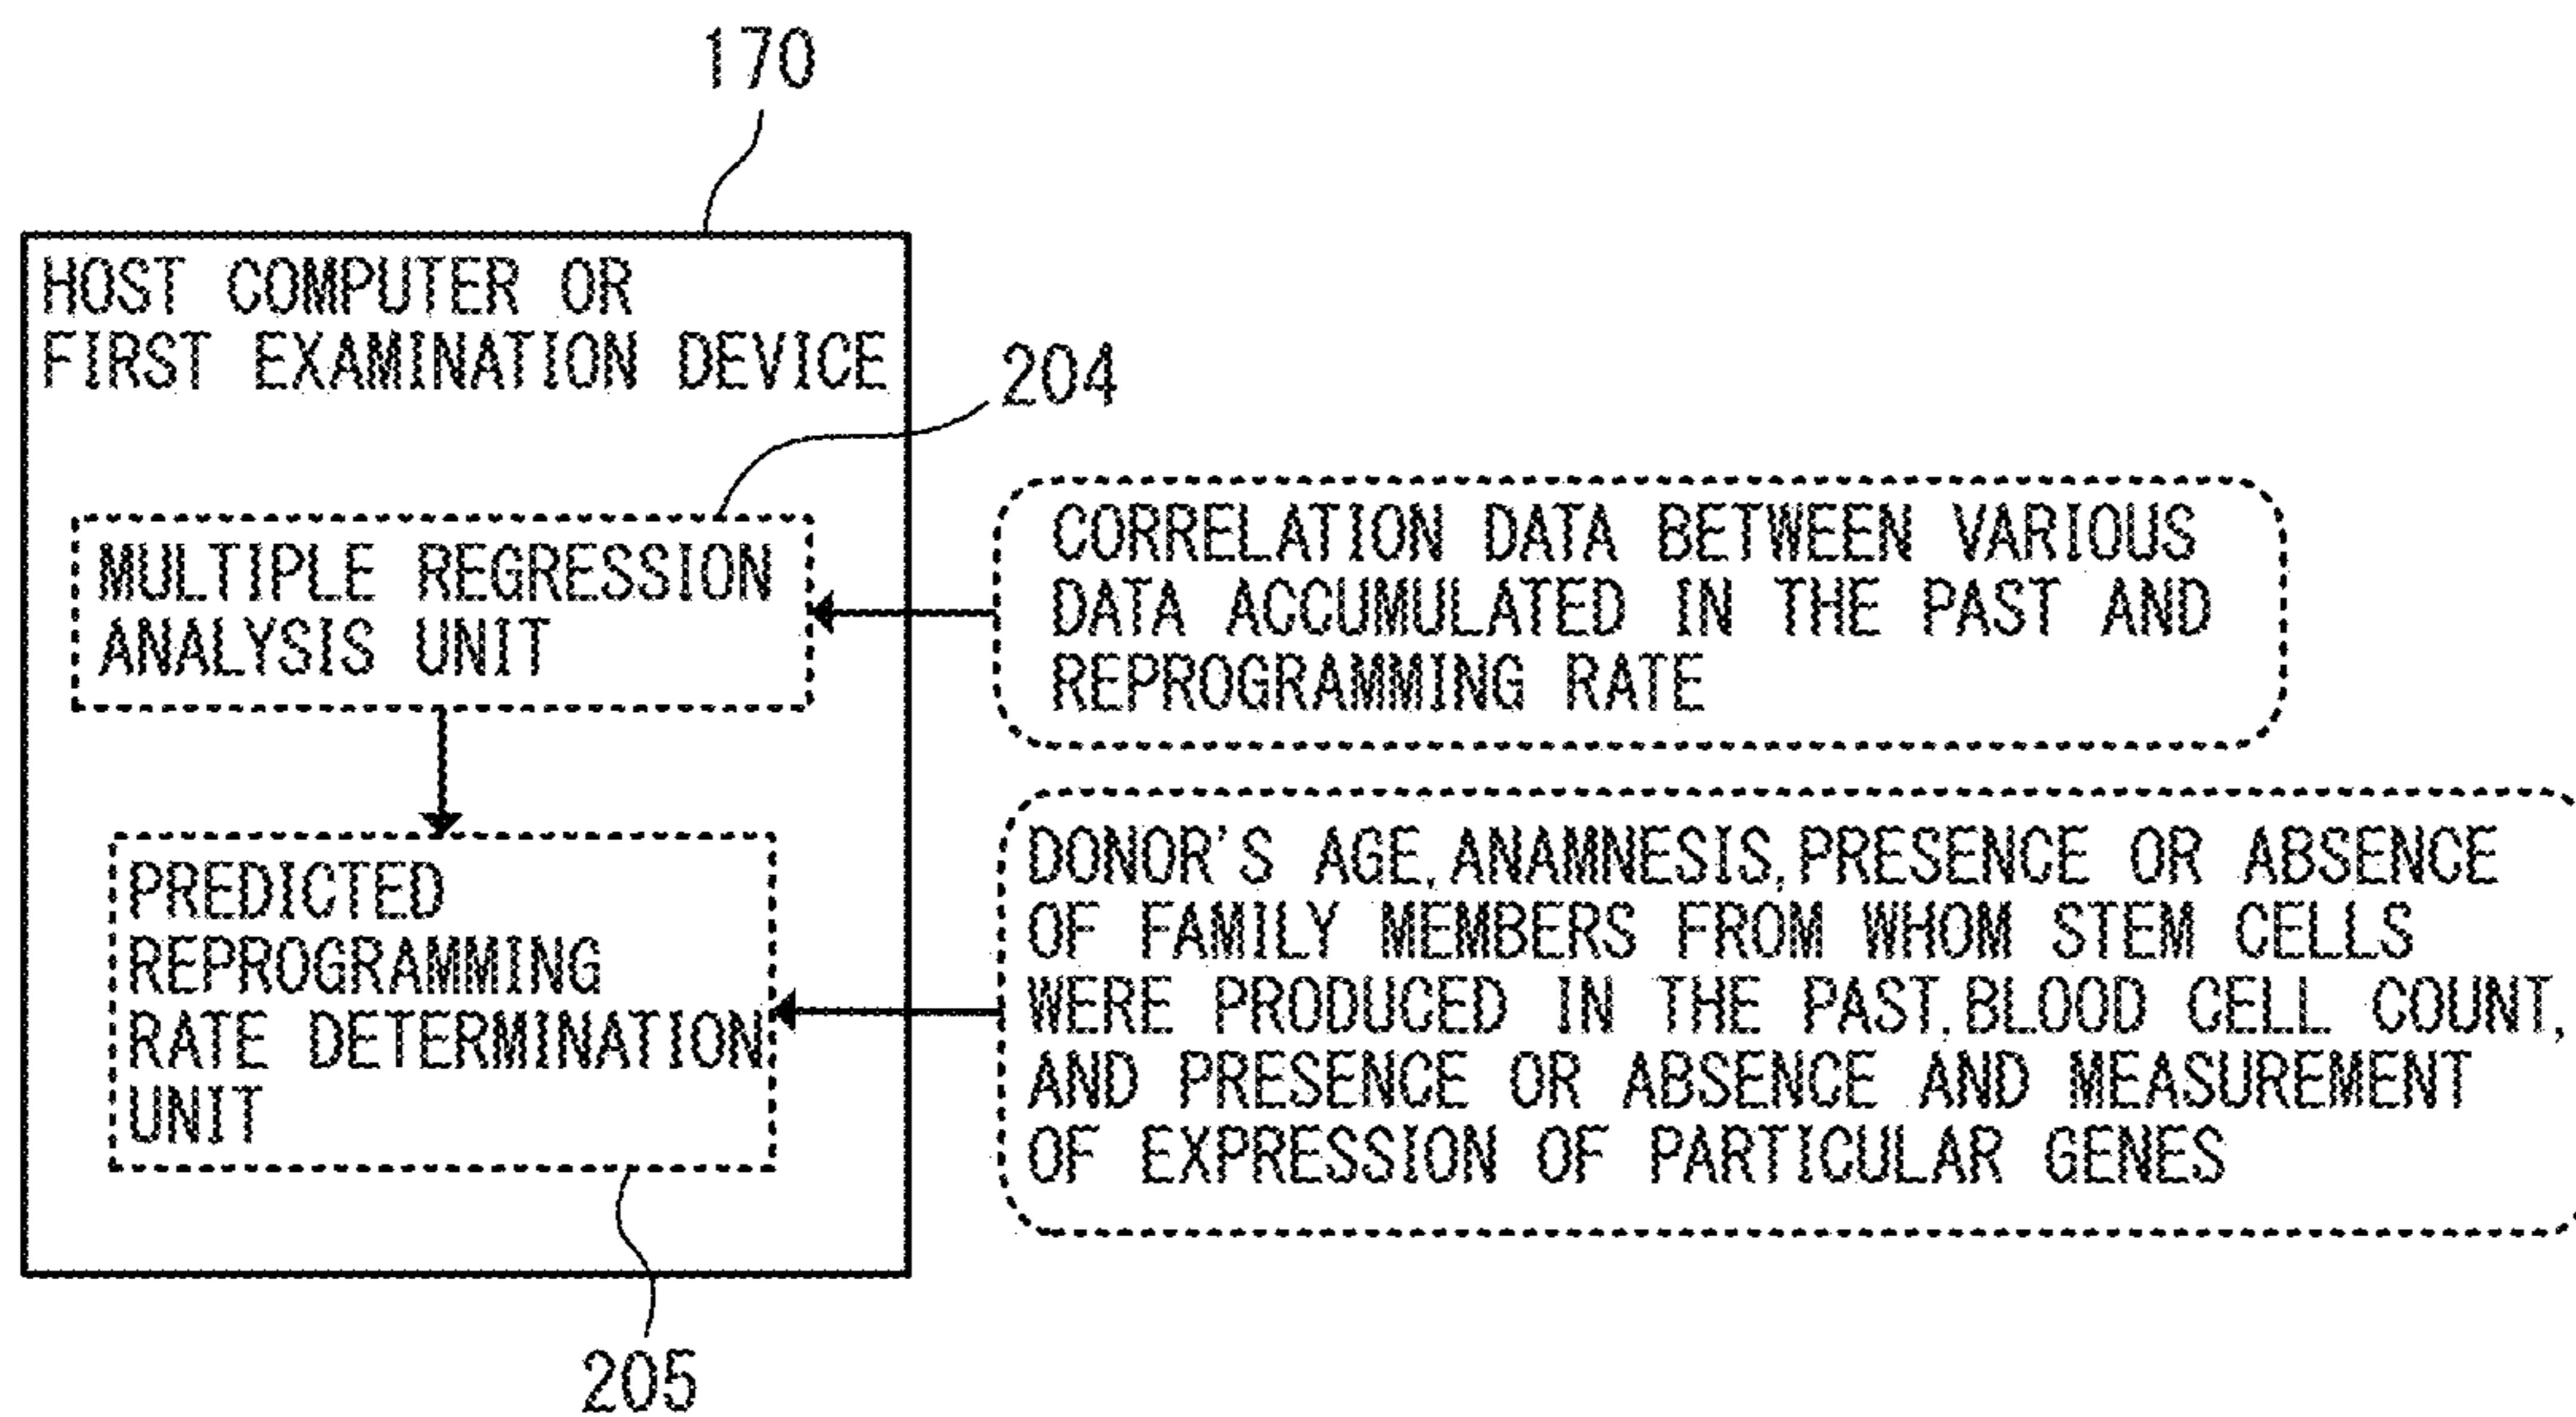 170
HOST COMPUTER OR
FIRST EXAMINATION DEVICE
204
MULTIPLE REGRESSION
ANALYSIS UNIT
CORRELATION DATA BETWEEN VARIOUS
DATA ACCUMULATED IN THE PAST AND
REPROGRAMMING RATE
PREDICTED
REPROGRAMMING
RATE DETERMINATION
UNIT
DONOR'S AGE, ANAMNESIS, PRESENCE OR ABSENCE
OF FAMILY MEMBERS FROM WHOM STEM CELLS
WERE PRODUCED IN THE PAST, BLOOD CELL COUNT,
AND PRESENCE OR ABSENCE AND MEASUREMENT
OF EXPRESSION OF PARTICULAR GENES
205